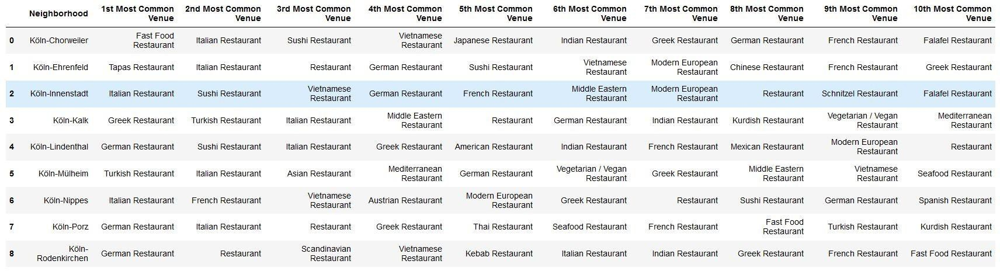 Neighborhood 1st Most Common Venue 2nd Most Common Venue 3rd Most Common Venue 4th Most Common Venue 5th Most Common Venue 6th Most Common Venue 7th Most Common Venue 8th Most Common Venue 9th Most Common Venue 10th Most Common Venue
0 Köln-Chorweiler Fast Food Restaurant Italian Restaurant Sushi Restaurant Vietnamese Restaurant Japanese Restaurant Indian Restaurant Greek Restaurant German Restaurant French Restaurant Falafel Restaurant
1 Köln-Ehrenfeld Tapas Restaurant Italian Restaurant Restaurant German Restaurant Sushi Restaurant Vietnamese Restaurant Modern European Restaurant Chinese Restaurant French Restaurant Greek Restaurant
2 Köln-Innenstadt Italian Restaurant Sushi Restaurant Vietnamese Restaurant German Restaurant French Restaurant Middle Eastern Restaurant Modern European Restaurant Restaurant Schnitzel Restaurant Falafel Restaurant
3 Köln-Kalk Greek Restaurant Turkish Restaurant Italian Restaurant Middle Eastern Restaurant Restaurant German Restaurant Indian Restaurant Kurdish Restaurant Vegetarian / Vegan Restaurant Mediterranean Restaurant
4 Köln-Lindenthal German Restaurant Sushi Restaurant Italian Restaurant Greek Restaurant American Restaurant Indian Restaurant French Restaurant Mexican Restaurant Modern European Restaurant Restaurant
5 Köln-Mülheim Turkish Restaurant Italian Restaurant Asian Restaurant Mediterranean Restaurant German Restaurant Vegetarian / Vegan Restaurant Greek Restaurant Middle Eastern Restaurant Vietnamese Restaurant Seafood Restaurant
6 Köln-Nippes Italian Restaurant French Restaurant Vietnamese Restaurant Austrian Restaurant Modern European Restaurant Greek Restaurant Restaurant Sushi Restaurant German Restaurant Spanish Restaurant
7 Köln-Porz German Restaurant Italian Restaurant Restaurant Greek Restaurant Thai Restaurant Seafood Restaurant French Restaurant Fast Food Restaurant Turkish Restaurant Kurdish Restaurant
8 Köln-Rodenkirchen German Restaurant Restaurant Scandinavian Restaurant Vietnamese Restaurant Kebab Restaurant Italian Restaurant Indian Restaurant Greek Restaurant French Restaurant Fast Food Restaurant